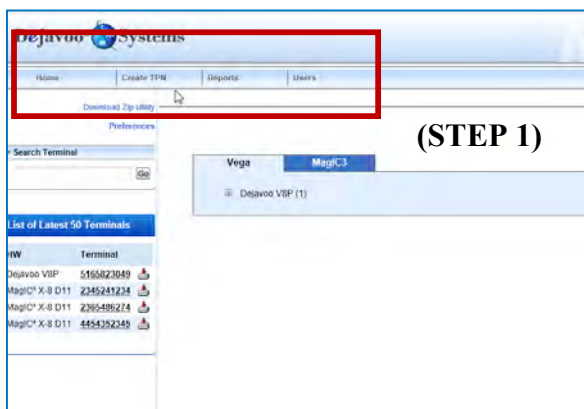 Dejavoo Systems
Home Create TPN Reports Users
Download Zip utility
Preferences
(STEP 1)
Search Terminal
Go
Vega MagIC3
Dejavoo V8P (1)
List of Latest 50 Terminals
HW Terminal
Dejavoo V8P 5165823049
MagIC³ X-8 D11 2345241234
MagIC³ X-8 D11 2365486274
MagIC³ X-8 D11 4454352345